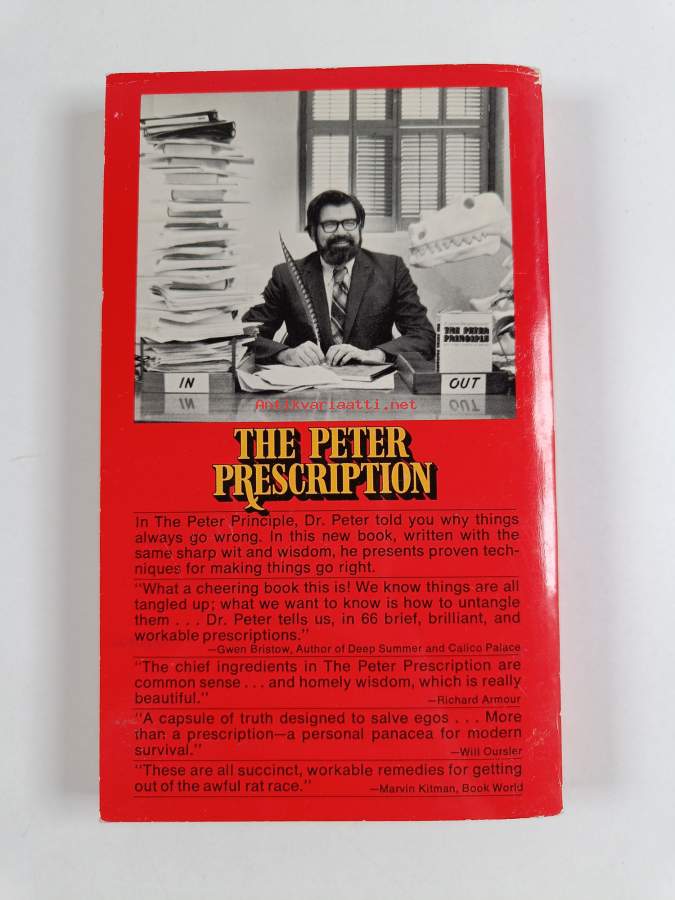 THE PETER
PRINCIPLE
IN
OUT
Antikvariaatti.net
THE PETER
PRESCRIPTION
In The Peter Principle, Dr. Peter told you why things
always go wrong. In this new book, written with the
same sharp wit and wisdom, he presents proven tech-
niques for making things go right.
"What a cheering book this is! We know things are all
tangled up; what we want to know is how to untangle
them . . . Dr. Peter tells us, in 66 brief, brilliant, and
workable prescriptions."
—Gwen Bristow, Author of Deep Summer and Calico Palace
"The chief ingredients in The Peter Prescription are
common sense . . . and homely wisdom, which is really
beautiful."
—Richard Armour
"A capsule of truth designed to salve egos . . . More
than a prescription—a personal panacea for modern
survival."
—Will Oursler
"These are all succinct, workable remedies for getting
out of the awful rat race."
—Marvin Kitman, Book World